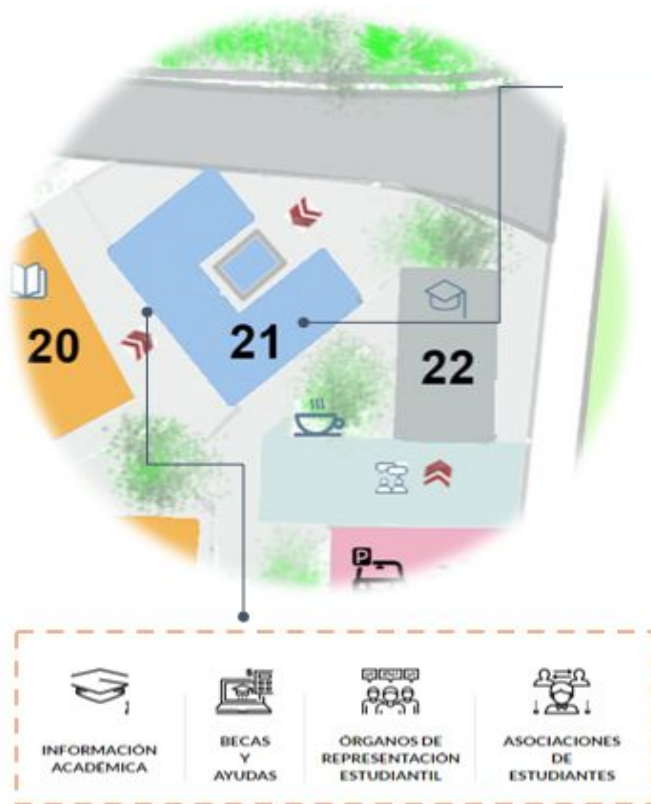 20
21
22
P
INFORMACIÓN
ACADÉMICA
BECAS
Y
AYUDAS
ÓRGANOS DE
REPRESENTACIÓN
ESTUDIANTIL
ASOCIACIONES
DE
ESTUDIANTES